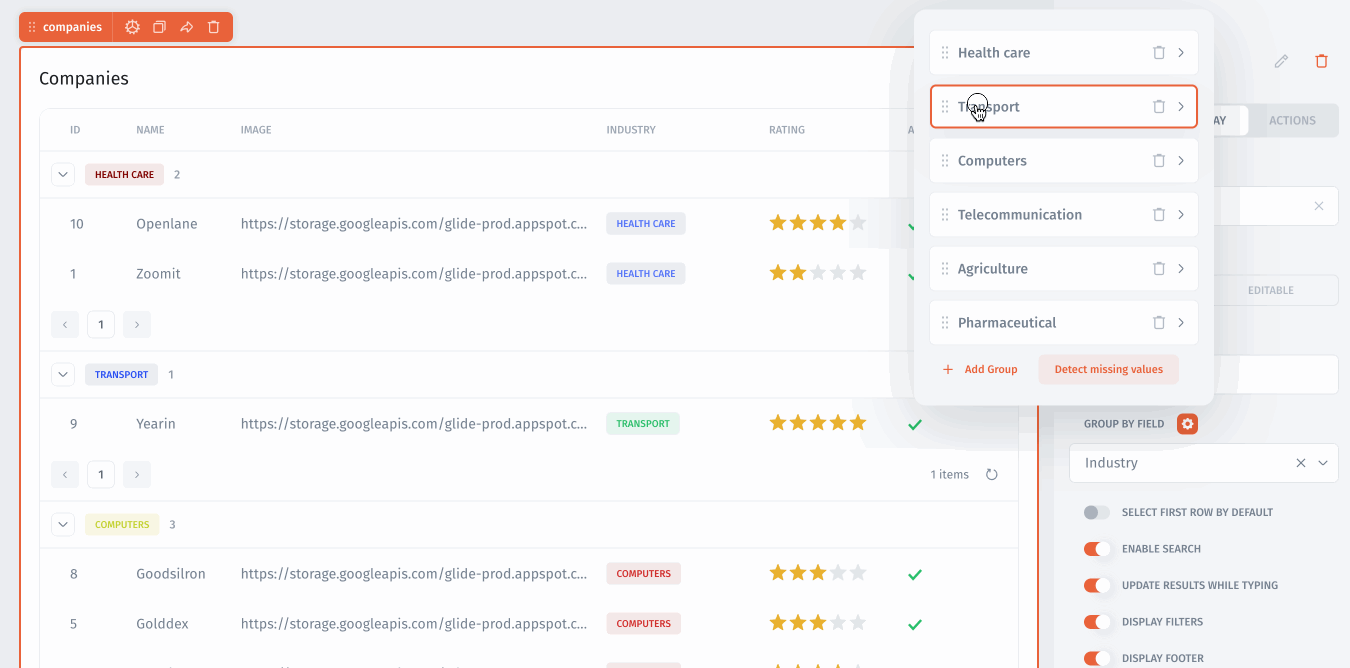 companies
Companies
ID NAME IMAGE INDUSTRY RATING A
HEALTH CARE 2
10 Openlane https://storage.googleapis.com/glide-prod.appspot.c... HEALTH CARE
1 Zoomit https://storage.googleapis.com/glide-prod.appspot.c... HEALTH CARE
1
TRANSPORT 1
9 Yearin https://storage.googleapis.com/glide-prod.appspot.c... TRANSPORT
1
1 items
COMPUTERS 3
8 Goodsilron https://storage.googleapis.com/glide-prod.appspot.c... COMPUTERS
5 Golddex https://storage.googleapis.com/glide-prod.appspot.c... COMPUTERS
Health care
Transport
Computers
Telecommunication
Agriculture
Pharmaceutical
Add Group
Detect missing values
AY ACTIONS
EDITABLE
GROUP BY FIELD
Industry
SELECT FIRST ROW BY DEFAULT
ENABLE SEARCH
UPDATE RESULTS WHILE TYPING
DISPLAY FILTERS
DISPLAY FOOTER